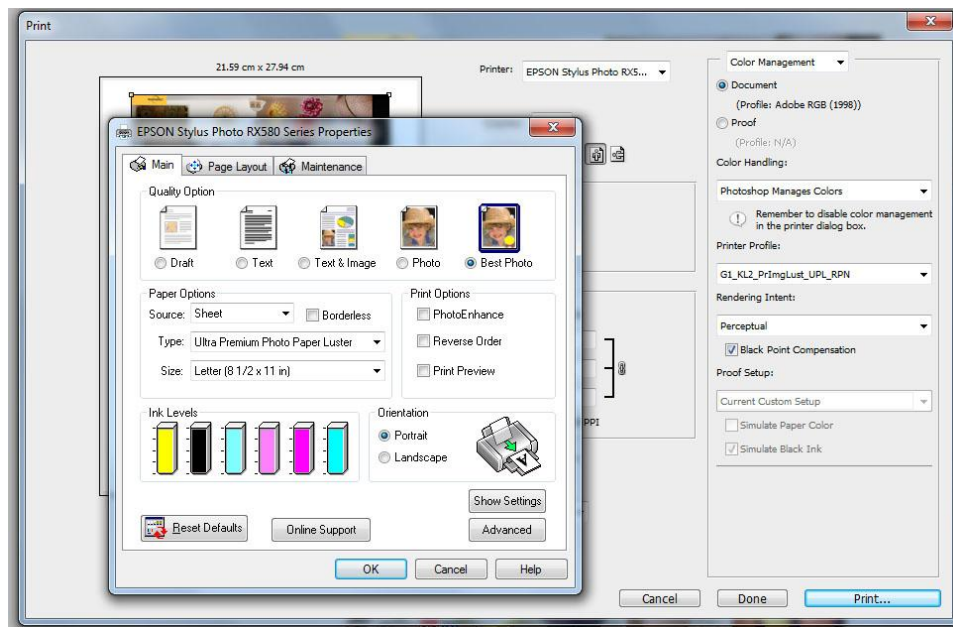 Print
21.59 cm x 27.94 cm
Printer: EPSON Stylus Photo RX5...
Color Management
Document
(Profile: Adobe RGB (1998))
Proof
(Profile: N/A)
Color Handling:
Photoshop Manages Colors
Remember to disable color management
in the printer dialog box.
Printer Profile:
G1_KL2_PrImgLust_UPL_RPN
Rendering Intent:
Perceptual
Black Point Compensation
Proof Setup:
Current Custom Setup
Simulate Paper Color
Simulate Black Ink
PPI
Cancel
Done
Print...
EPSON Stylus Photo RX580 Series Properties
Main
Page Layout
Maintenance
Quality Option
Draft
Text
Text & Image
Photo
Best Photo
Paper Options
Source: Sheet
Borderless
Type: Ultra Premium Photo Paper Luster
Size: Letter (8 1/2 x 11 in)
Print Options
PhotoEnhance
Reverse Order
Print Preview
Ink Levels
Orientation
Portrait
Landscape
A
Show Settings
Reset Defaults
Online Support
Advanced
OK
Cancel
Help